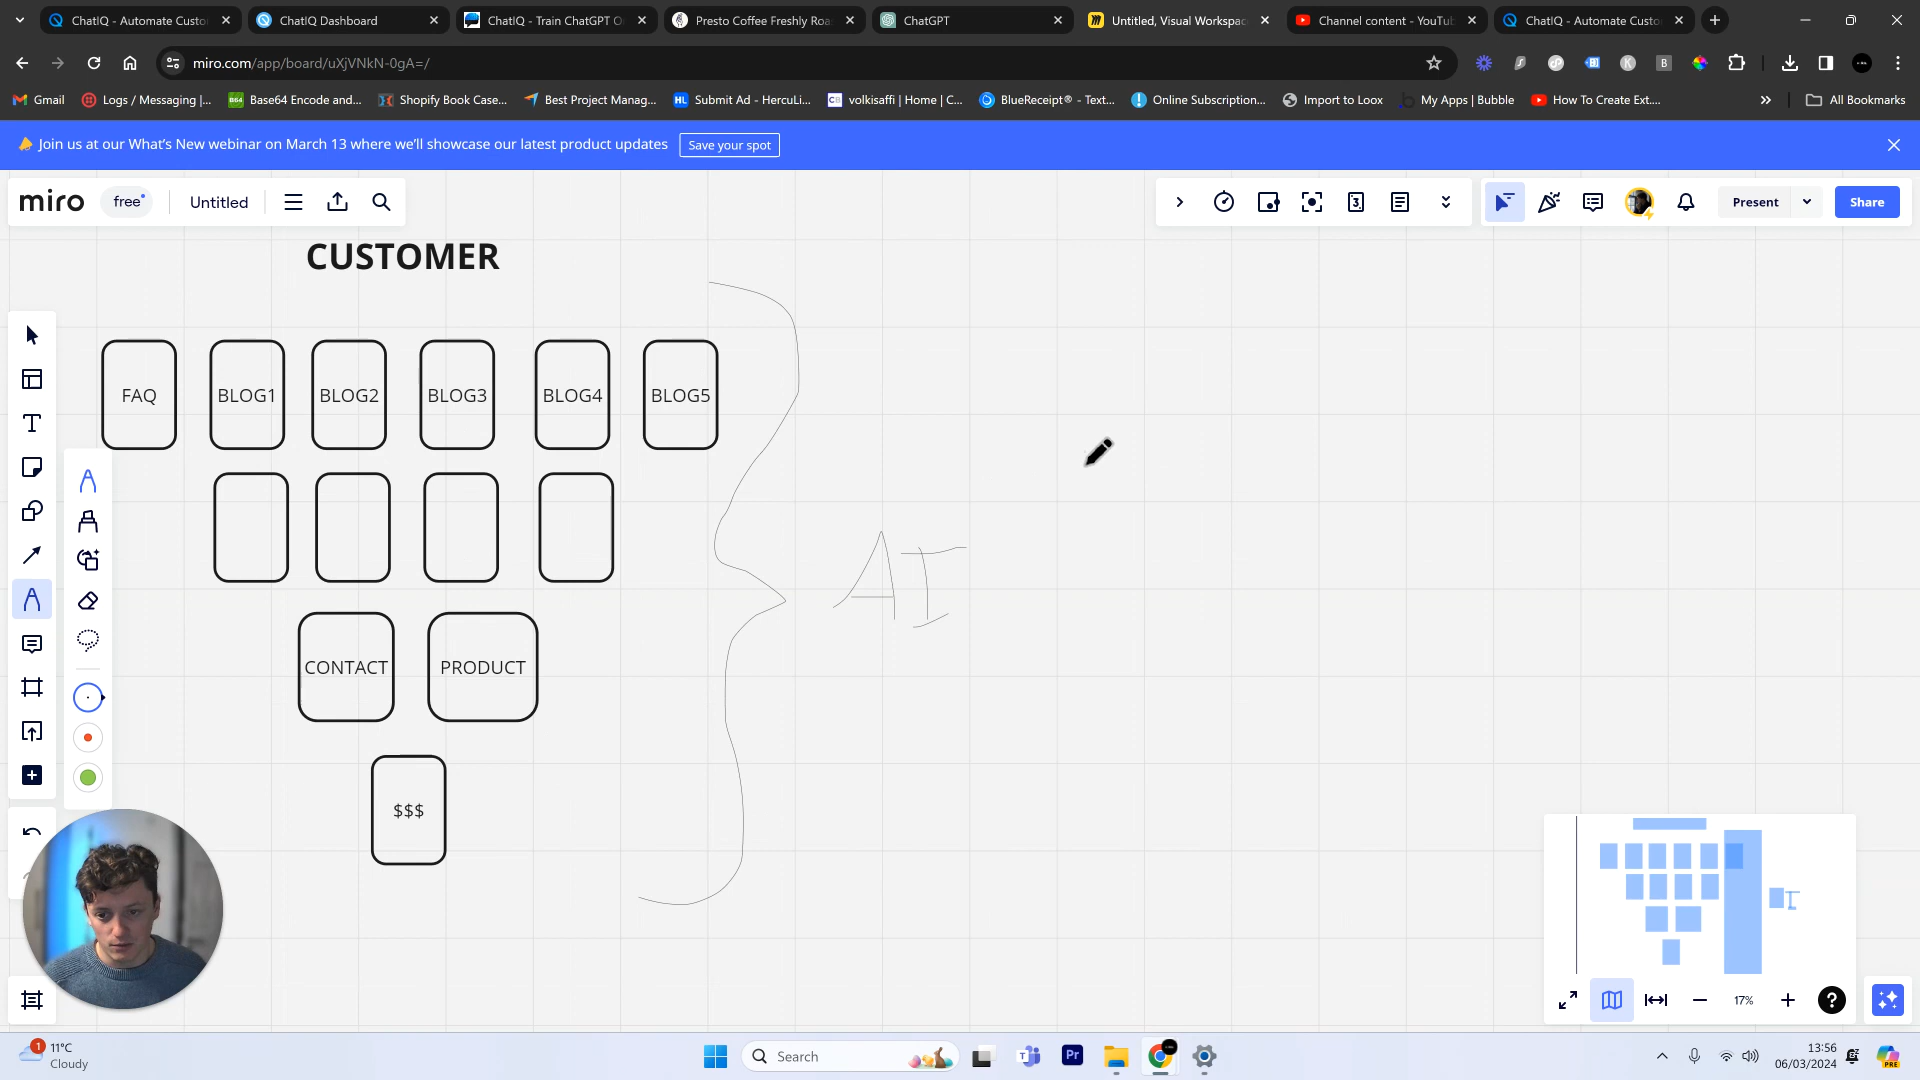 ChatIQ - Automate Custo
ChatIQ Dashboard
ChatIQ - Train ChatGPT O
Presto Coffee Freshly Roa
ChatGPT
Untitled, Visual Workspac
Channel content - YouTub
ChatIQ - Automate Custo
miro.com/app/board/uXjVNkN-0gA=/
Gmail
Logs / Messaging |...
Base64 Encode and...
Shopify Book Case...
Best Project Manag...
Submit Ad - HercuLi...
volkisaffi | Home | C...
BlueReceipt® - Text...
Online Subscription...
Import to Loox
My Apps | Bubble
How To Create Ext....
All Bookmarks
Join us at our What's New webinar on March 13 where we'll showcase our latest product updates
Save your spot
miro
free
Untitled
Present
Share
CUSTOMER
FAQ
BLOG1
BLOG2
BLOG3
BLOG4
BLOG5
AI
CONTACT
PRODUCT
$$$
17%
1
11°C
Cloudy
Search
Pr
13:56
06/03/2024
PRE